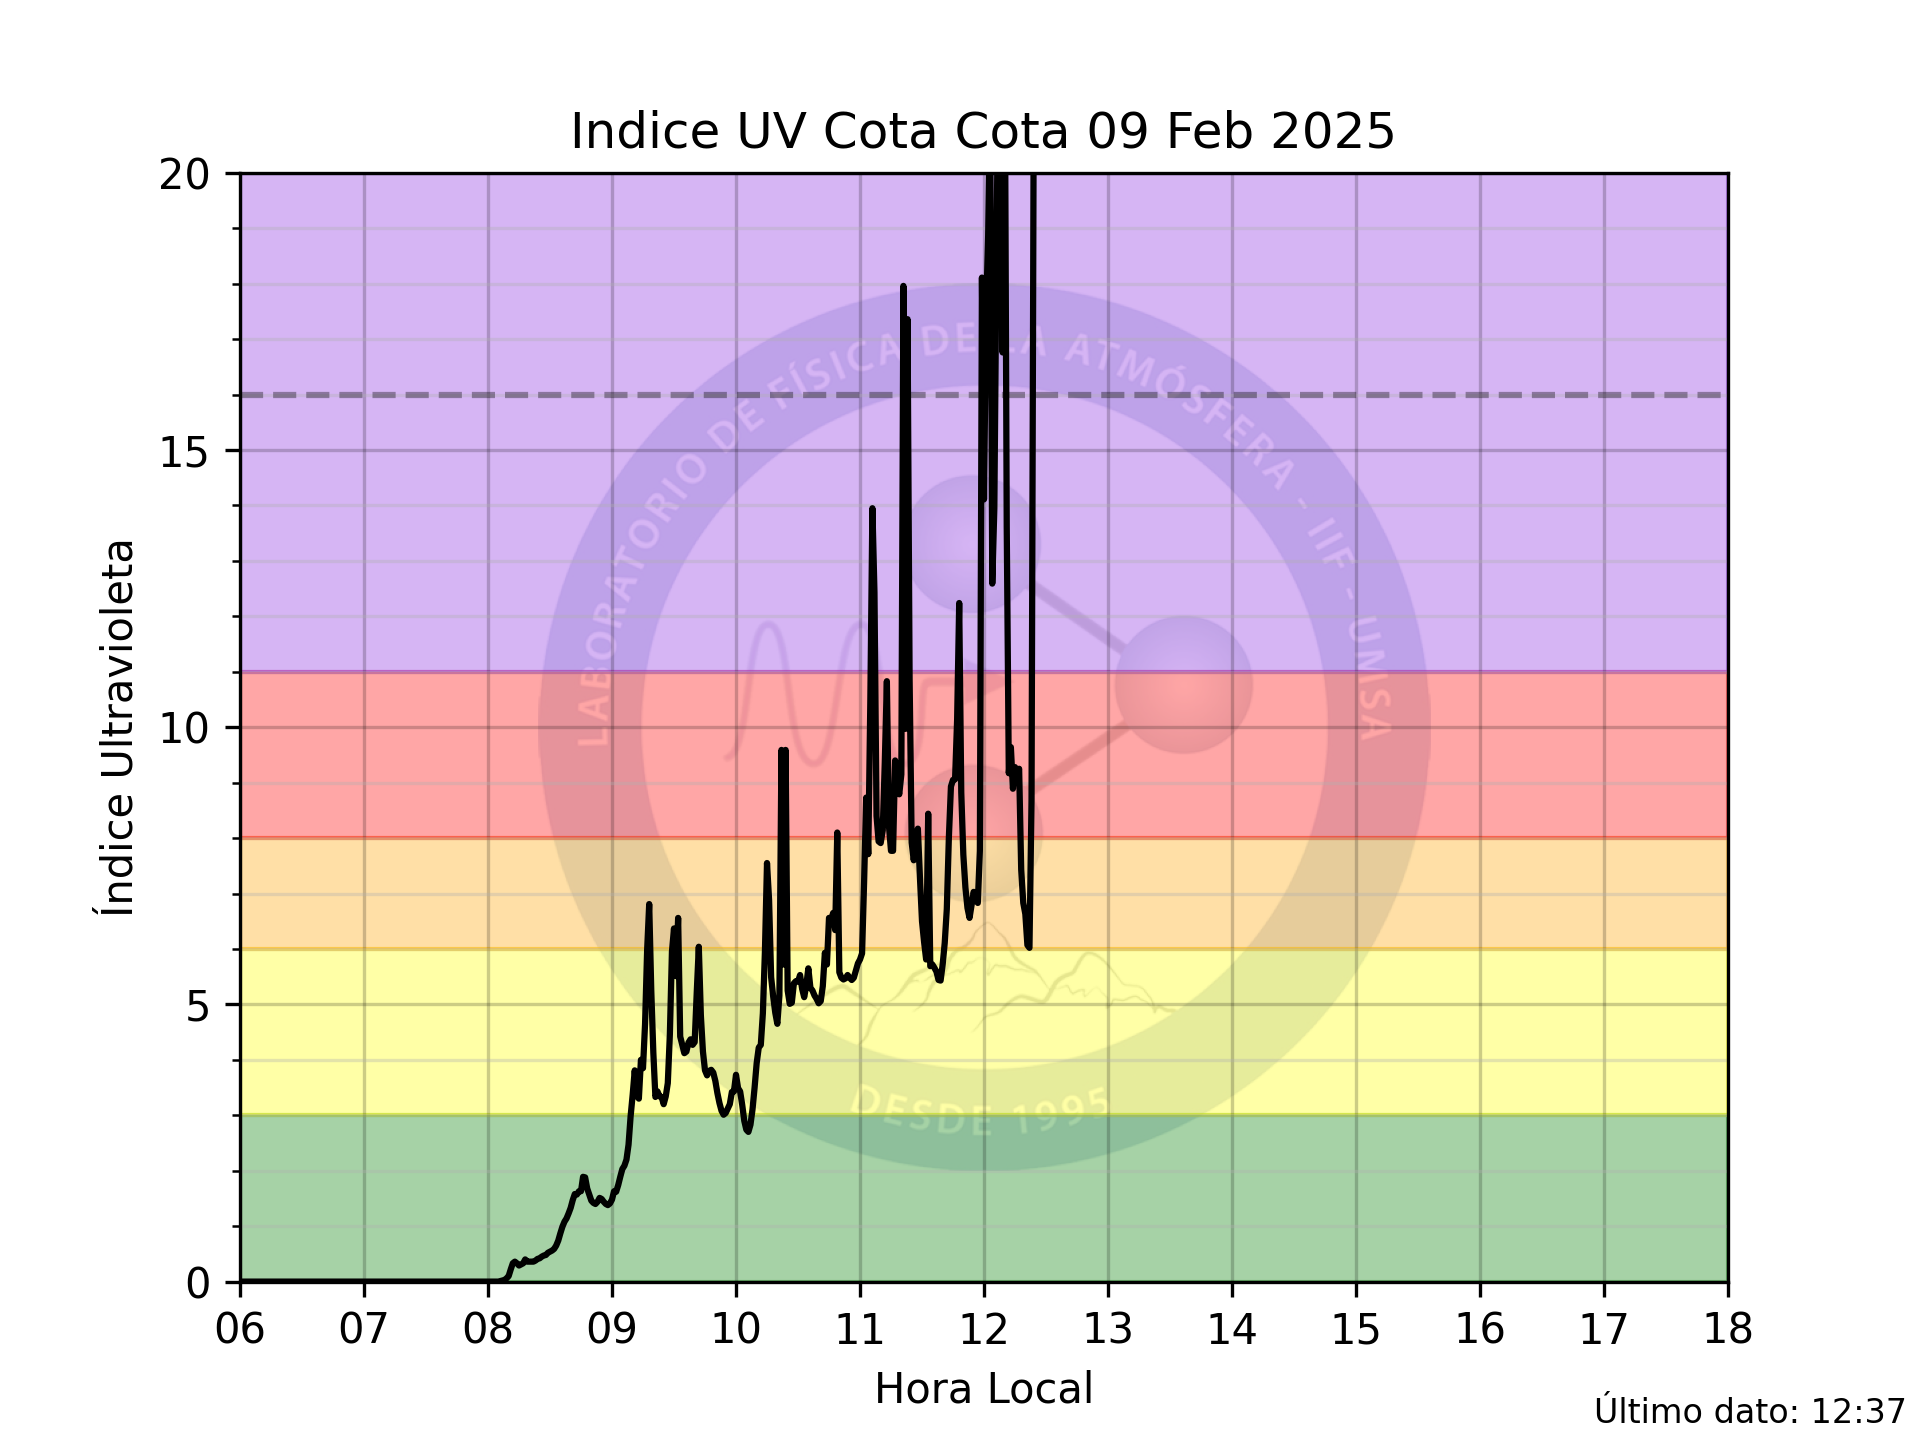 Indice UV Cota Cota 09 Feb 2025
20
15
10
5
0
Índice Ultravioleta
LABORATORIO DE FÍSICA DE LA ATMÓSFERA - IIF - UMSA
DESDE 1995
06 07 08 09 10 11 12 13 14 15 16 17 18
Hora Local
Último dato: 12:37